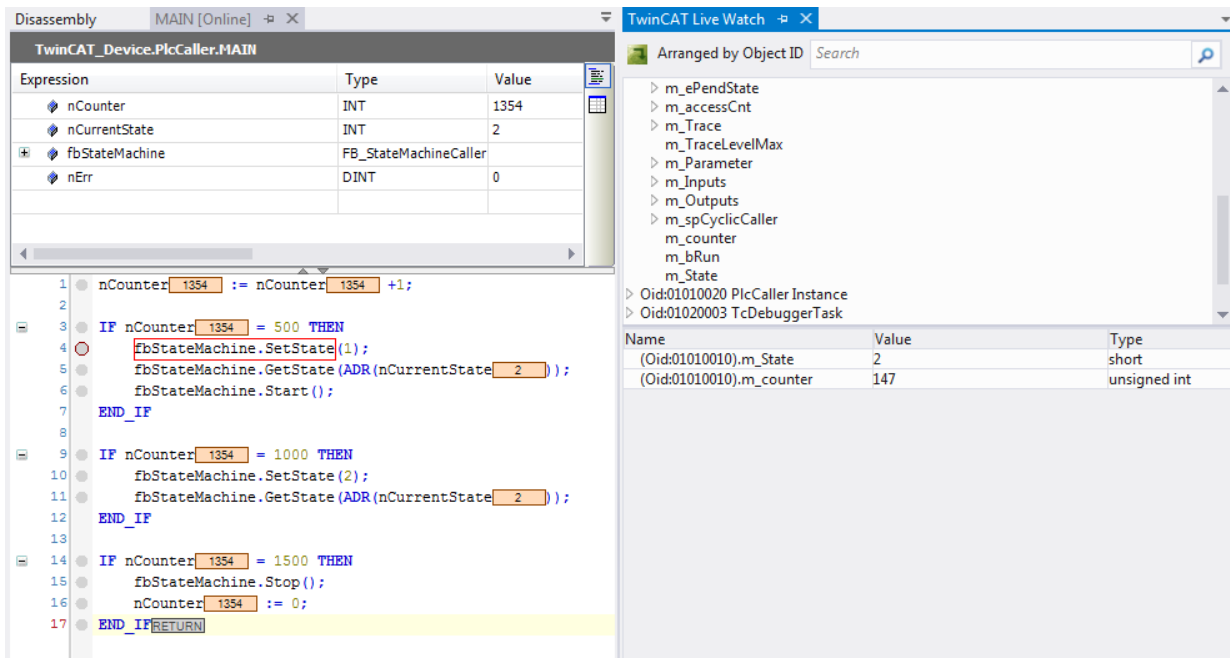 Disassembly MAIN [Online]
TwinCAT_Device.PlcCaller.MAIN
Expression Type Value
nCounter INT 1354
nCurrentState INT 2
fbStateMachine FB_StateMachineCaller
nErr DINT 0
1 nCounter 1354 := nCounter 1354 +1;
2
3 IF nCounter 1354 = 500 THEN
4 fbStateMachine.SetState(1);
5 fbStateMachine.GetState(ADR(nCurrentState 2 ));
6 fbStateMachine.Start();
7 END_IF
8
9 IF nCounter 1354 = 1000 THEN
10 fbStateMachine.SetState(2);
11 fbStateMachine.GetState(ADR(nCurrentState 2 ));
12 END_IF
13
14 IF nCounter 1354 = 1500 THEN
15 fbStateMachine.Stop();
16 nCounter 1354 := 0;
17 END_IF RETURN
TwinCAT Live Watch
Arranged by Object ID Search
m_ePendState
m_accessCnt
m_Trace
m_TraceLevelMax
m_Parameter
m_Inputs
m_Outputs
m_spCyclicCaller
m_counter
m_bRun
m_State
Oid:01010020 PlcCaller Instance
Oid:01020003 TcDebuggerTask
Name Value Type
(Oid:01010010).m_State 2 short
(Oid:01010010).m_counter 147 unsigned int